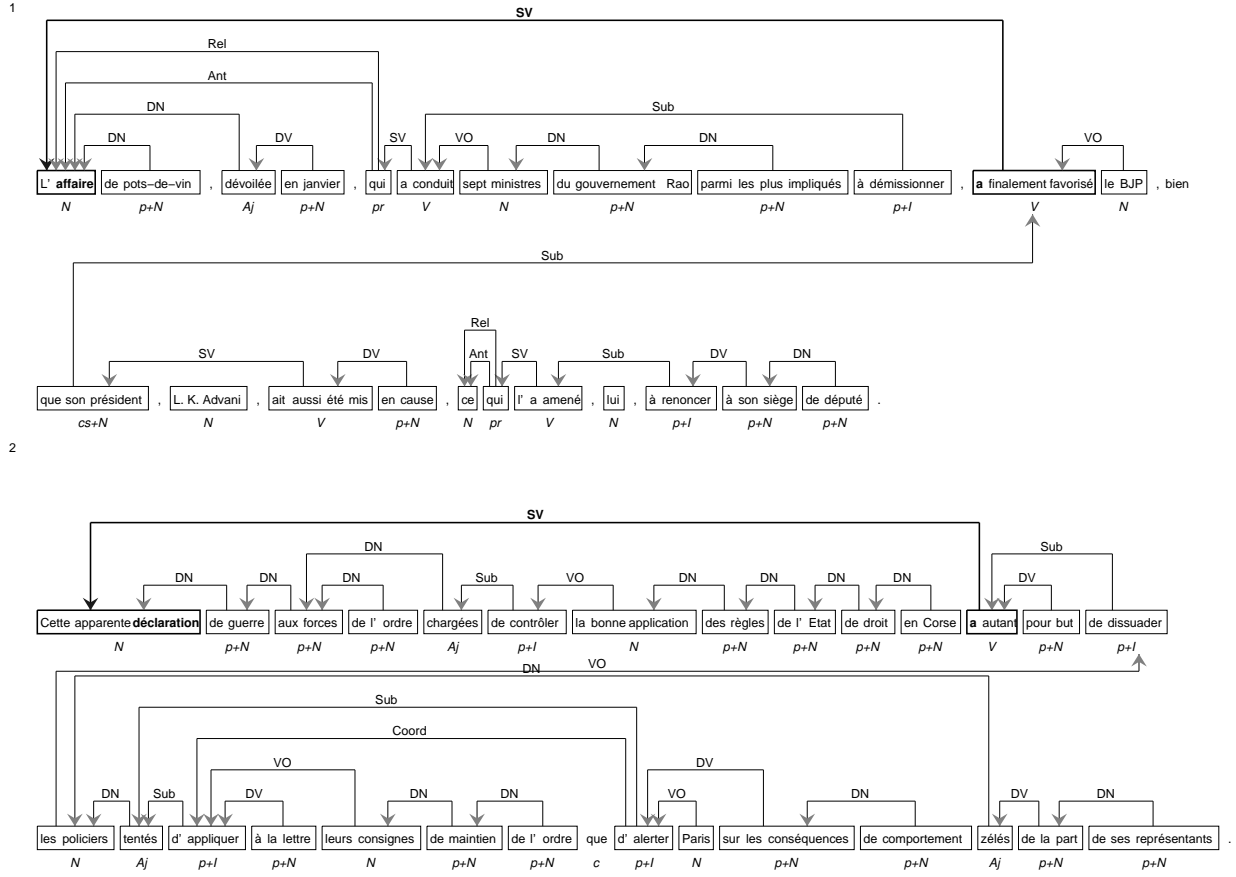 1
SV
Rel
Ant
DN Sub
DN DV SV VO DN DN VO
L' affaire de pots−de−vin , dévoilée en janvier , qui a conduit sept ministres du gouvernement Rao parmi les plus impliqués à démissionner , a finalement favorisé le BJP , bien
N p+N Aj p+N pr V N p+N p+N p+I V N
Sub
Rel
SV DV Ant SV Sub DV DN
que son président , L. K. Advani , ait aussi été mis en cause , ce qui l' a amené , lui , à renoncer à son siège de député .
cs+N N V p+N N pr V N p+I p+N p+N
2
SV
DN Sub
DN DN DN Sub VO DN DN DN DN DV
Cette apparente déclaration de guerre aux forces de l' ordre chargées de contrôler la bonne application des règles de l' Etat de droit en Corse a autant pour but de dissuader
N p+N p+N p+N Aj p+I N p+N p+N p+N p+N V p+N p+I
VO
DN
Sub
Coord
VO DV
DN Sub DV DN DN VO DN DV DN
les policiers tentés d' appliquer à la lettre leurs consignes de maintien de l' ordre que d' alerter Paris sur les conséquences de comportement zélés de la part de ses représentants .
N Aj p+I p+N N p+N p+N c p+I N p+N p+N Aj p+N p+N